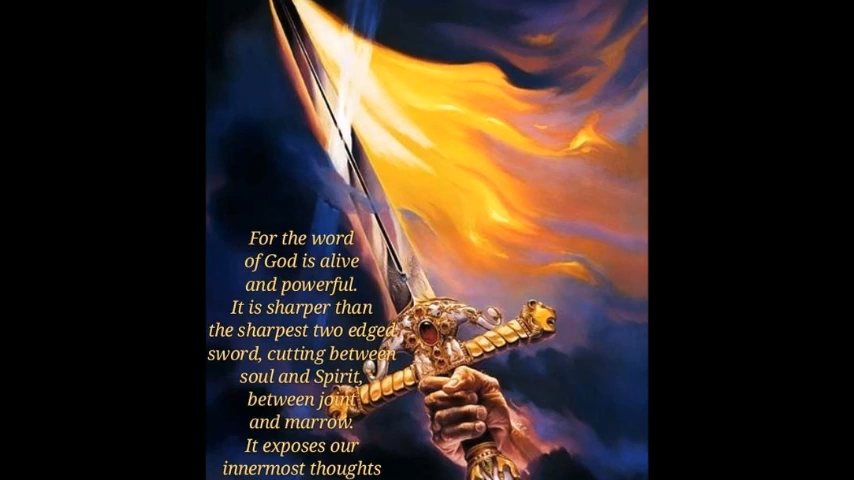 For the word
of God is alive
and powerful.
It is sharper than
the sharpest two edged
sword, cutting between
soul and Spirit,
between joint
and marrow.
It exposes our
innermost thoughts